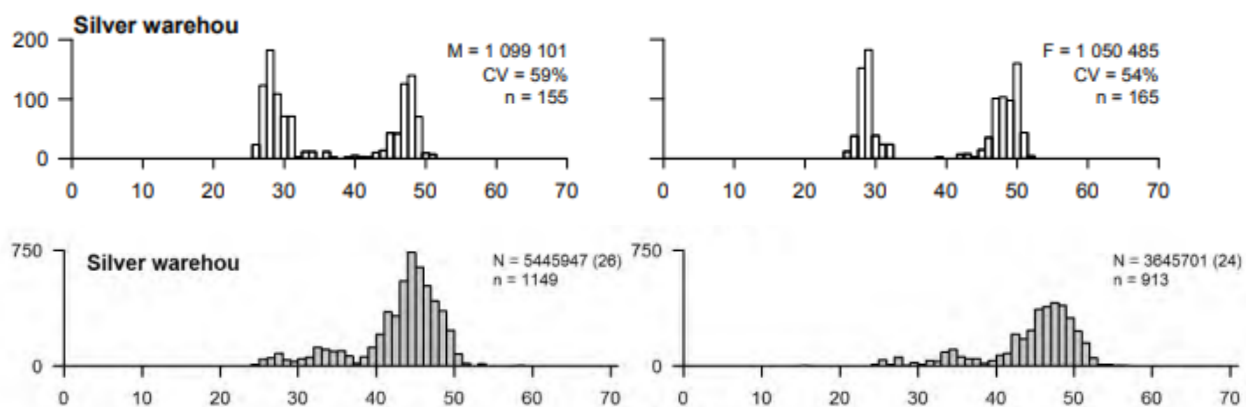 Silver warehou
200
100
0
M = 1 099 101
CV = 59%
n = 155
0 10 20 30 40 50 60 70
F = 1 050 485
CV = 54%
n = 165
0 10 20 30 40 50 60 70
750
0
Silver warehou
N = 5445947 (26)
n = 1149
0 10 20 30 40 50 60 70
750
0
N = 3645701 (24)
n = 913
0 10 20 30 40 50 60 70